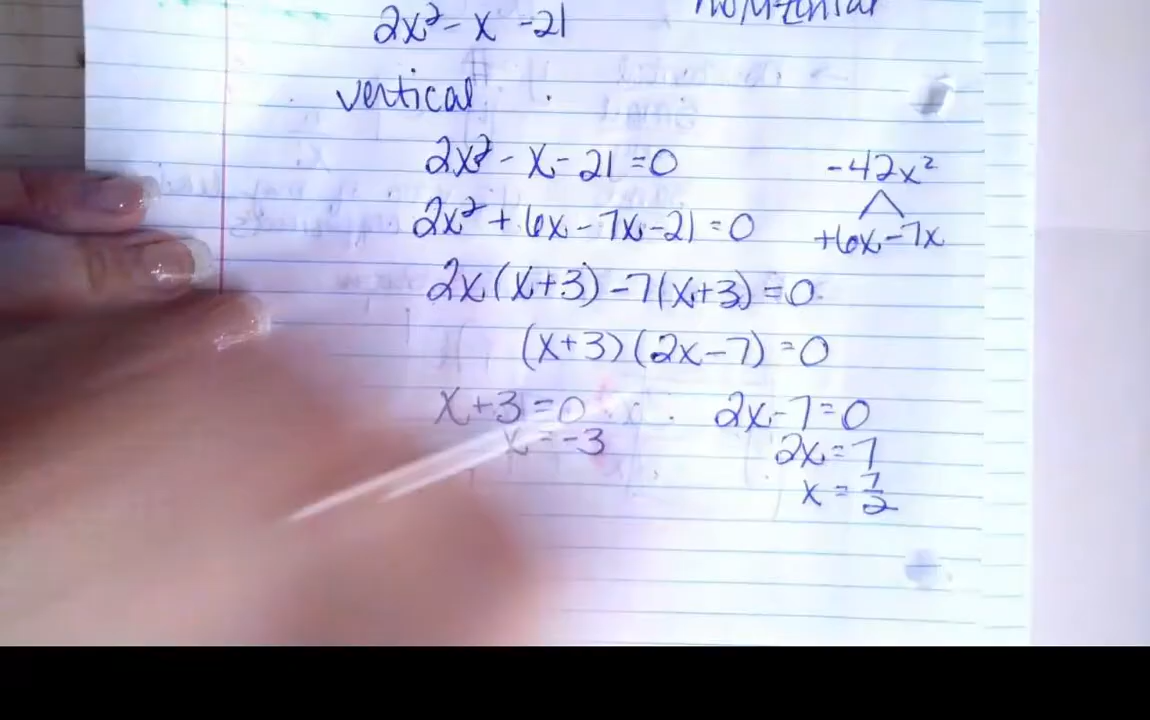 2x² - x - 21
vertical
2x² - x - 21 = 0
-42x²
2x² + 6x - 7x - 21 = 0
+6x - 7x
2x(x+3) - 7(x+3) = 0
(x+3)(2x-7) = 0
x+3 = 0
2x-7 = 0
x = -3
2x = 7
x = 7/2